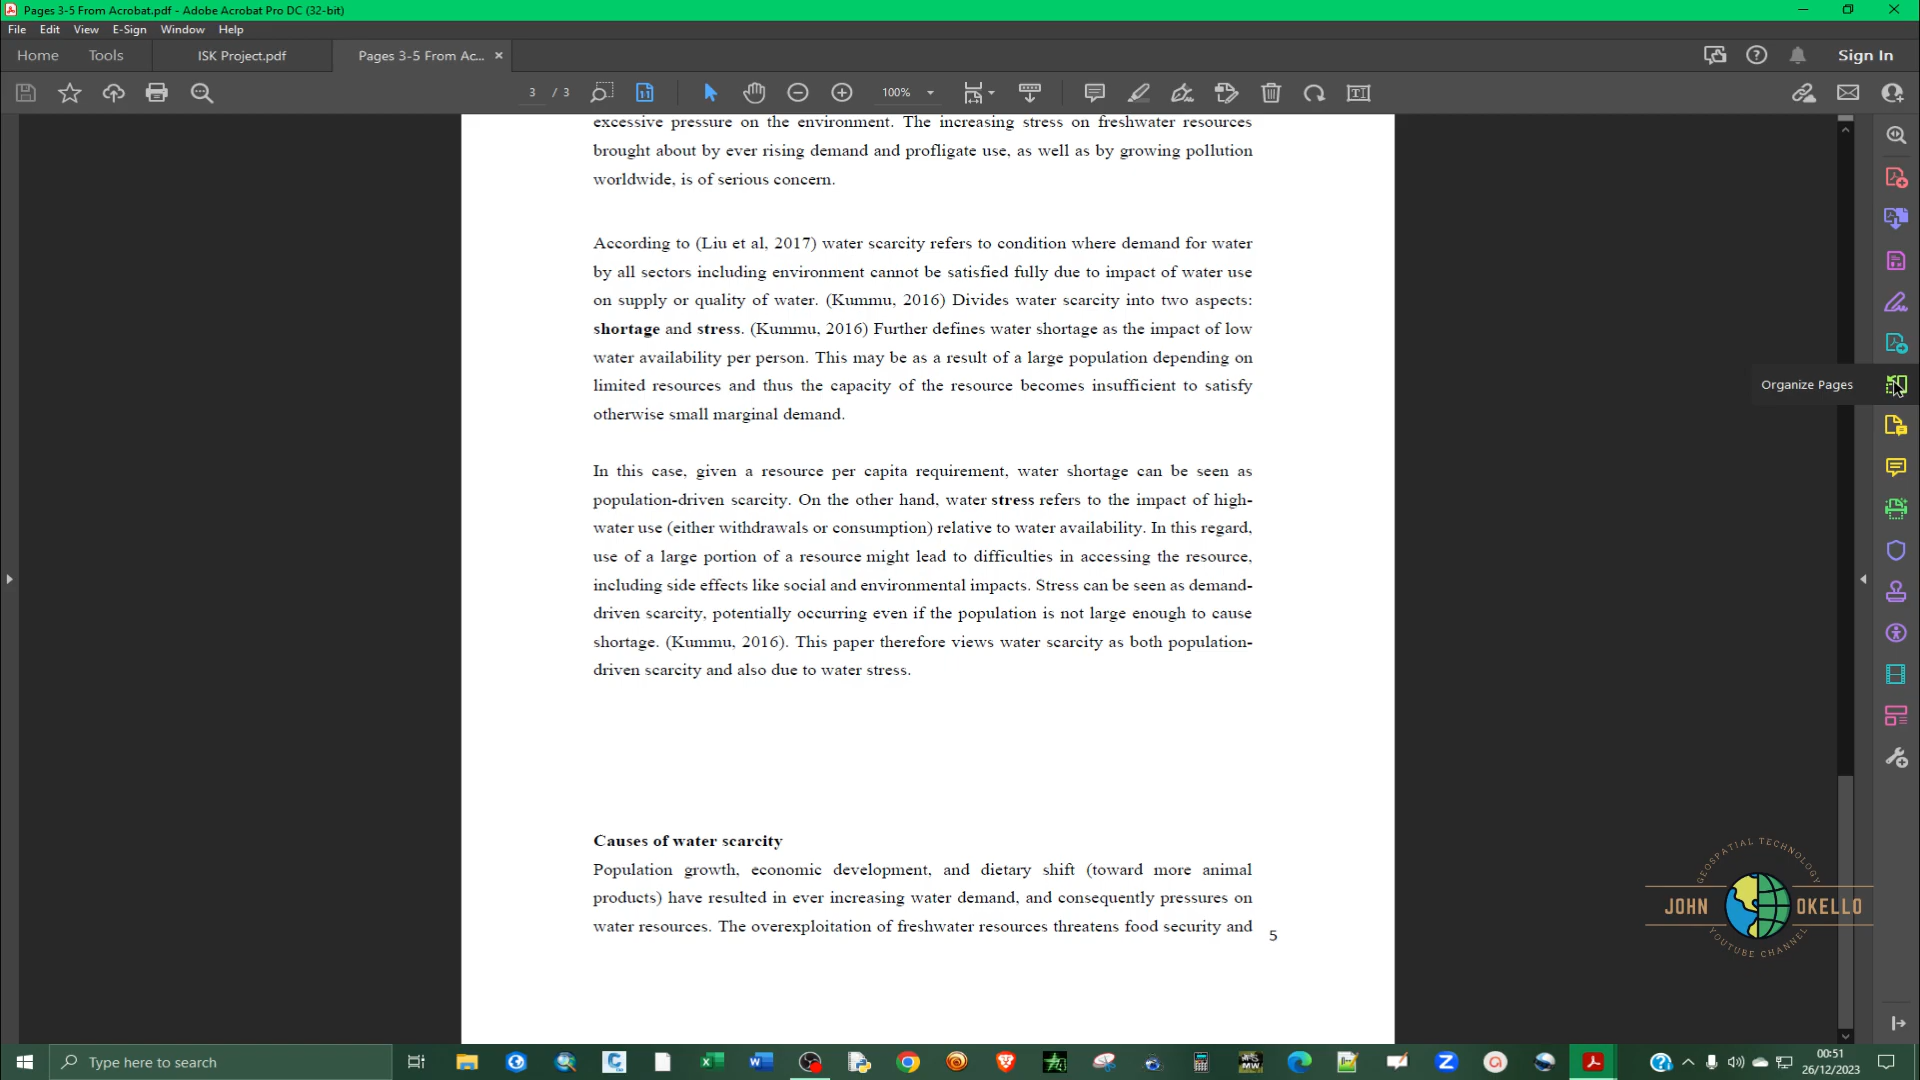 Pages 3-5 From Acrobat.pdf - Adobe Acrobat Pro DC (32-bit)
File Edit View E-Sign Window Help
Home Tools ISK Project.pdf Pages 3-5 From Ac... ×
Sign In
3 / 3 100%
excessive pressure on the environment. The increasing stress on freshwater resources
brought about by ever rising demand and profligate use, as well as by growing pollution
worldwide, is of serious concern.
According to (Liu et al, 2017) water scarcity refers to condition where demand for water
by all sectors including environment cannot be satisfied fully due to impact of water use
on supply or quality of water. (Kummu, 2016) Divides water scarcity into two aspects:
shortage and stress. (Kummu, 2016) Further defines water shortage as the impact of low
water availability per person. This may be as a result of a large population depending on
limited resources and thus the capacity of the resource becomes insufficient to satisfy
otherwise small marginal demand.
Organize Pages
In this case, given a resource per capita requirement, water shortage can be seen as
population-driven scarcity. On the other hand, water stress refers to the impact of high-
water use (either withdrawals or consumption) relative to water availability. In this regard,
use of a large portion of a resource might lead to difficulties in accessing the resource,
including side effects like social and environmental impacts. Stress can be seen as demand-
driven scarcity, potentially occurring even if the population is not large enough to cause
shortage. (Kummu, 2016). This paper therefore views water scarcity as both population-
driven scarcity and also due to water stress.
Causes of water scarcity
Population growth, economic development, and dietary shift (toward more animal
products) have resulted in ever increasing water demand, and consequently pressures on
water resources. The overexploitation of freshwater resources threatens food security and
5
GEOSPATIAL TECHNOLOGY
JOHN OKELLO
YOUTUBE CHANNEL
Type here to search
00:51
26/12/2023